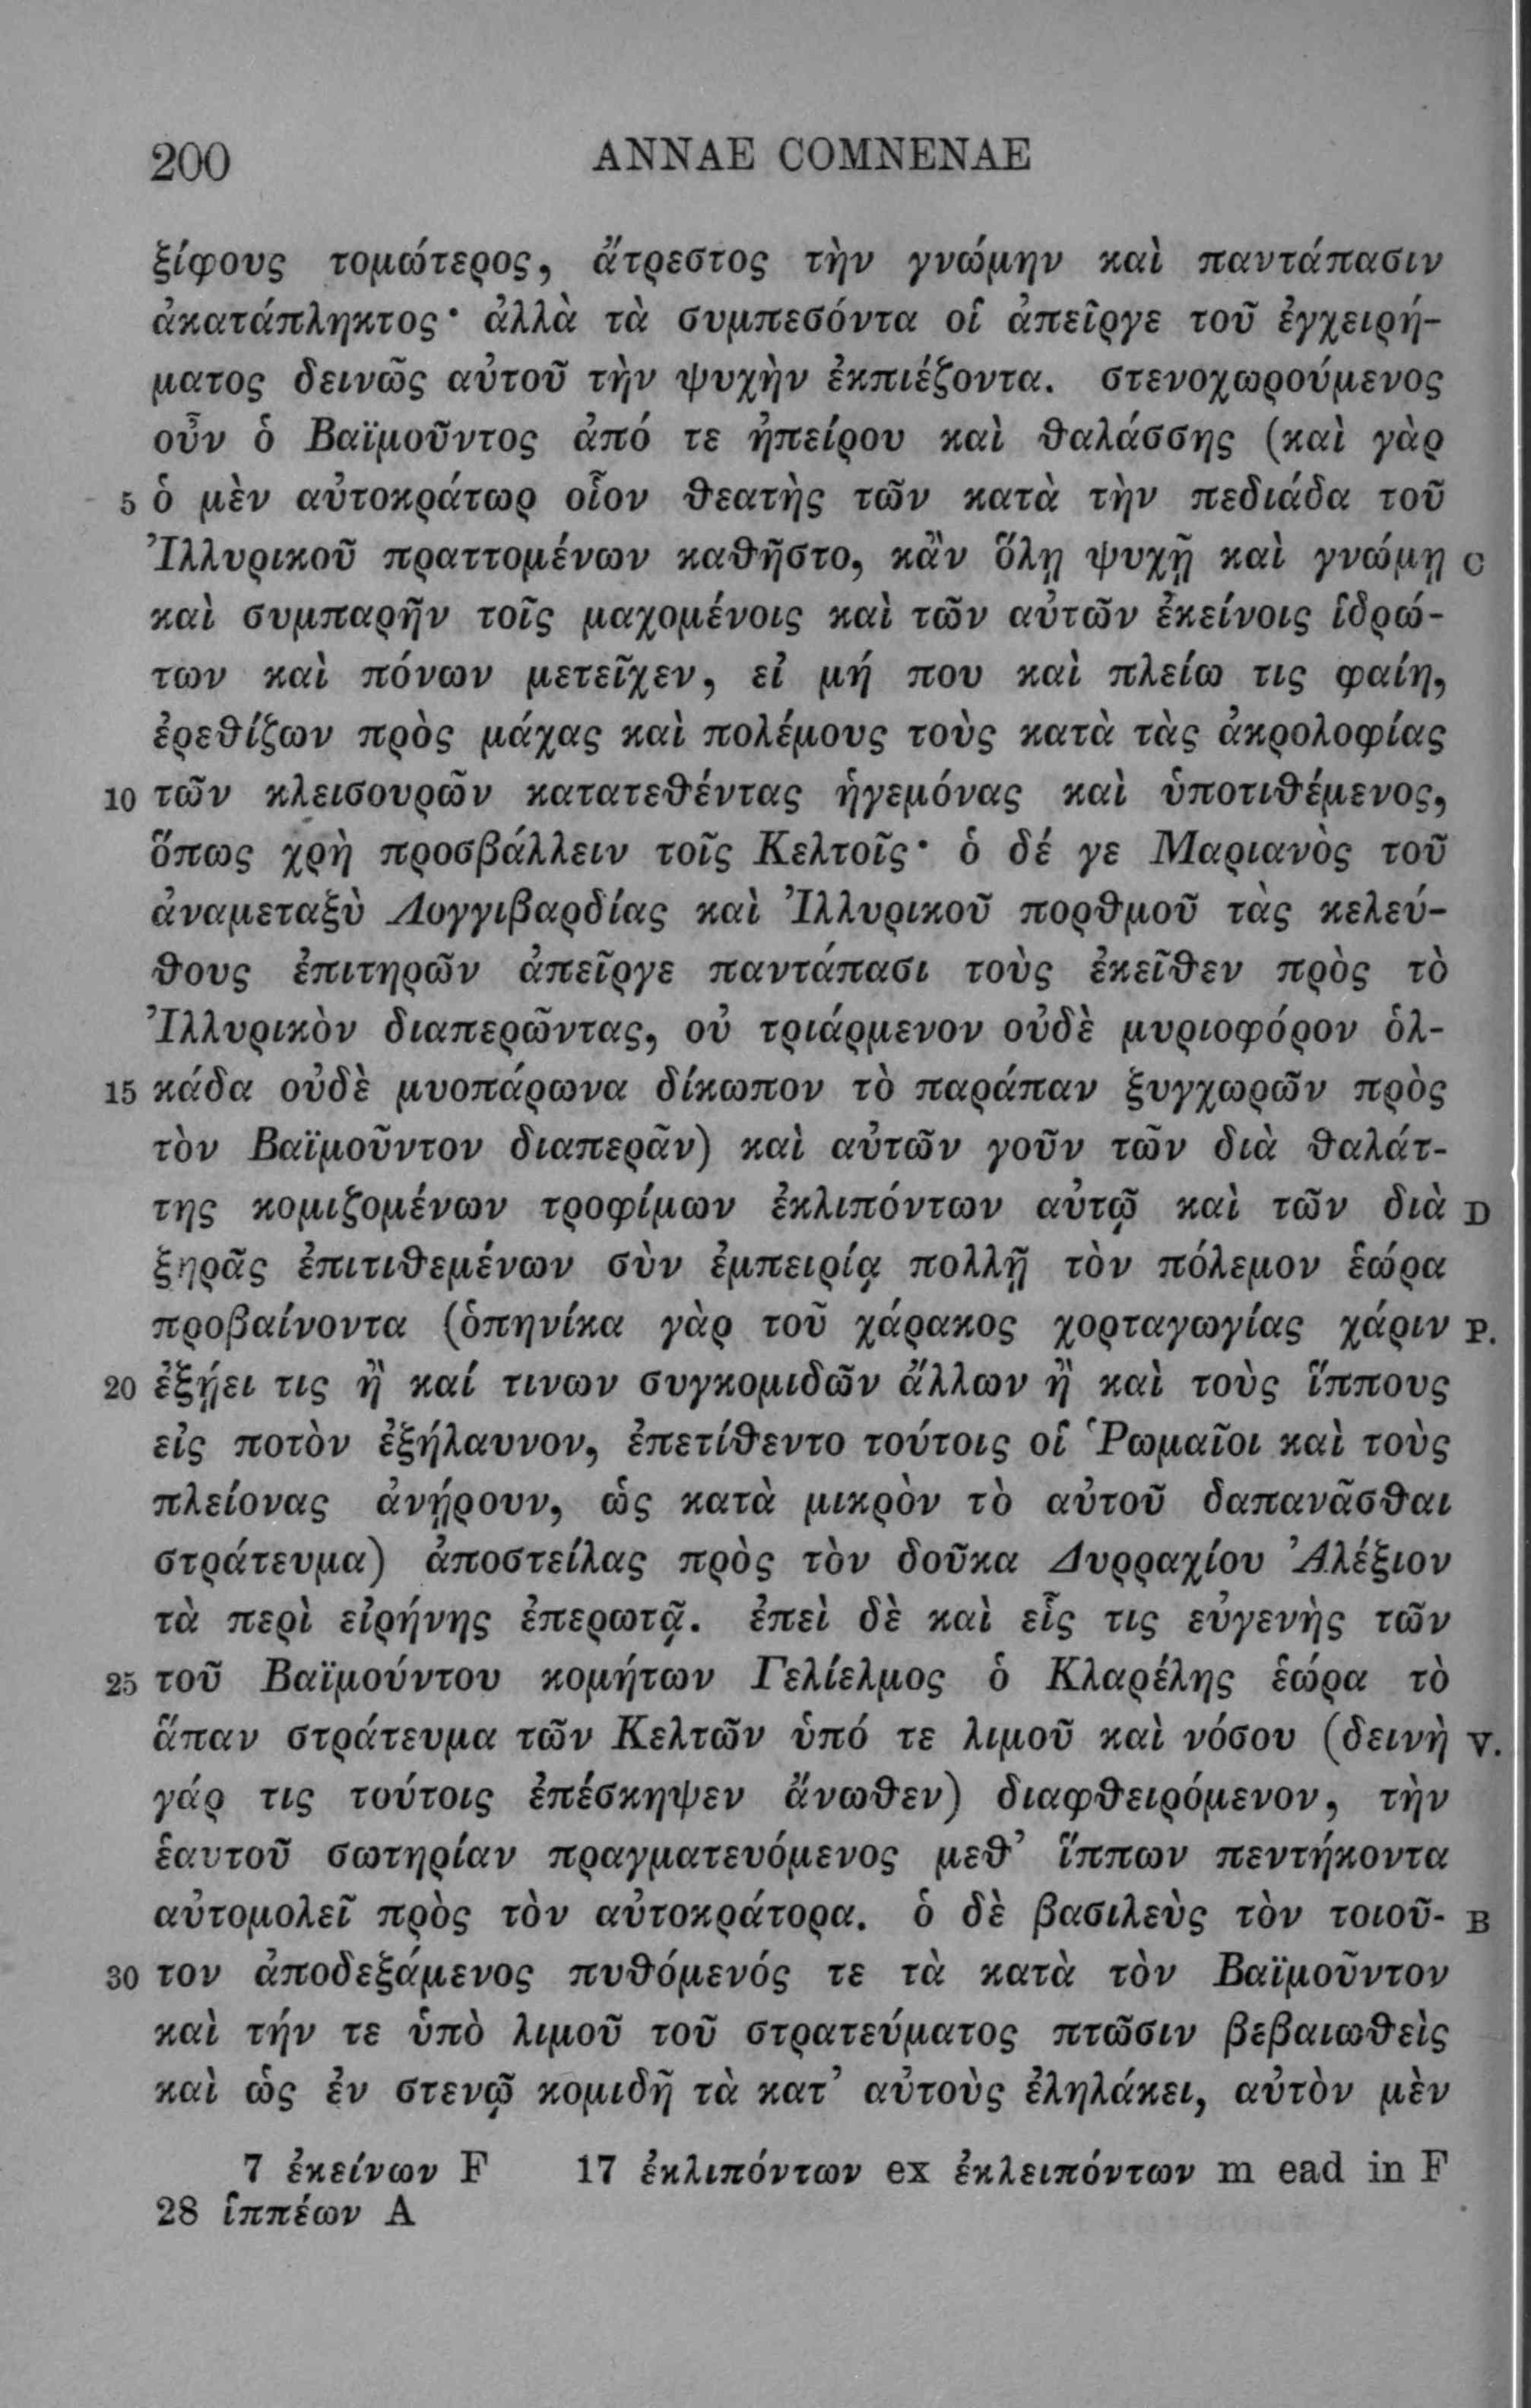 200 ANNAE COMNENAE
ξίφους τομώτερος, ἄτρεστος τὴν γνώμην καὶ παντάπασιν
ἀκατάπληκτος· ἀλλὰ τὰ συμπεσόντα οἱ ἀπεῖργε τοῦ ἐγχειρή-
ματος δεινῶς αὐτοῦ τὴν ψυχὴν ἐκπιέζοντα. στενοχωρούμενος
οὖν ὁ Βαϊμοῦντος ἀπό τε ἠπείρου καὶ θαλάσσης (καὶ γὰρ
5 ὁ μὲν αὐτοκράτωρ οἷον θεατὴς τῶν κατὰ τὴν πεδιάδα τοῦ
Ἰλλυρικοῦ πραττομένων καθῆστο, κἂν ὅλῃ ψυχῇ καὶ γνώμῃ C
καὶ συμπαρῆν τοῖς μαχομένοις καὶ τῶν αὐτῶν ἐκείνοις ἱδρώ-
των καὶ πόνων μετεῖχεν, εἰ μή που καὶ πλείω τις φαίη,
ἐρεθίζων πρὸς μάχας καὶ πολέμους τοὺς κατὰ τὰς ἀκρολοφίας
10 τῶν κλεισουρῶν κατατεθέντας ἡγεμόνας καὶ ὑποτιθέμενος,
ὅπως χρὴ προσβάλλειν τοῖς Κελτοῖς· ὁ δέ γε Μαριανὸς τοῦ
ἀναμεταξὺ Λογγιβαρδίας καὶ Ἰλλυρικοῦ πορθμοῦ τὰς κελεύ-
θους ἐπιτηρῶν ἀπεῖργε παντάπασι τοὺς ἐκεῖθεν πρὸς τὸ
Ἰλλυρικὸν διαπερῶντας, οὐ τριάρμενον οὐδὲ μυριοφόρον ὁλ-
15 κάδα οὐδὲ μυοπάρωνα δίκωπον τὸ παράπαν ξυγχωρῶν πρὸς
τὸν Βαϊμοῦντον διαπερᾶν) καὶ αὐτῶν γοῦν τῶν διὰ θαλάτ-
της κομιζομένων τροφίμων ἐκλιπόντων αὐτῷ καὶ τῶν διὰ D
ξηρᾶς ἐπιτιθεμένων σὺν ἐμπειρίᾳ πολλῇ τὸν πόλεμον ἑώρα
προβαίνοντα (ὁπηνίκα γὰρ τοῦ χάρακος χορταγωγίας χάριν P.
20 ἐξῄει τις ἢ καί τινων συγκομιδῶν ἄλλων ἢ καὶ τοὺς ἵππους
εἰς ποτὸν ἐξήλαυνον, ἐπετίθεντο τούτοις οἱ Ῥωμαῖοι καὶ τοὺς
πλείονας ἀνῄρουν, ὡς κατὰ μικρὸν τὸ αὐτοῦ δαπανᾶσθαι
στράτευμα) ἀποστείλας πρὸς τὸν δοῦκα Δυρραχίου Ἀλέξιον
τὰ περὶ εἰρήνης ἐπερωτᾷ. ἐπεὶ δὲ καὶ εἷς τις εὐγενὴς τῶν
25 τοῦ Βαϊμούντου κομήτων Γελίελμος ὁ Κλαρέλης ἑώρα τὸ
ἅπαν στράτευμα τῶν Κελτῶν ὑπό τε λιμοῦ καὶ νόσου (δεινὴ V.
γάρ τις τούτοις ἐπέσκηψεν ἄνωθεν) διαφθειρόμενον, τὴν
ἑαυτοῦ σωτηρίαν πραγματευόμενος μεθ’ ἵππων πεντήκοντα
αὐτομολεῖ πρὸς τὸν αὐτοκράτορα. ὁ δὲ βασιλεὺς τὸν τοιοῦ- B
30 τον ἀποδεξάμενος πυθόμενός τε τὰ κατὰ τὸν Βαϊμοῦντον
καὶ τήν τε ὑπὸ λιμοῦ τοῦ στρατεύματος πτῶσιν βεβαιωθεὶς
καὶ ὡς ἐν στενῷ κομιδῆ τὰ κατ’ αὐτοὺς ἐληλάκει, αὐτὸν μὲν
7 ἐκείνων F 17 ἐκλιπόντων ex ἐκλειπόντων m ead in F
28 ἱππέων A